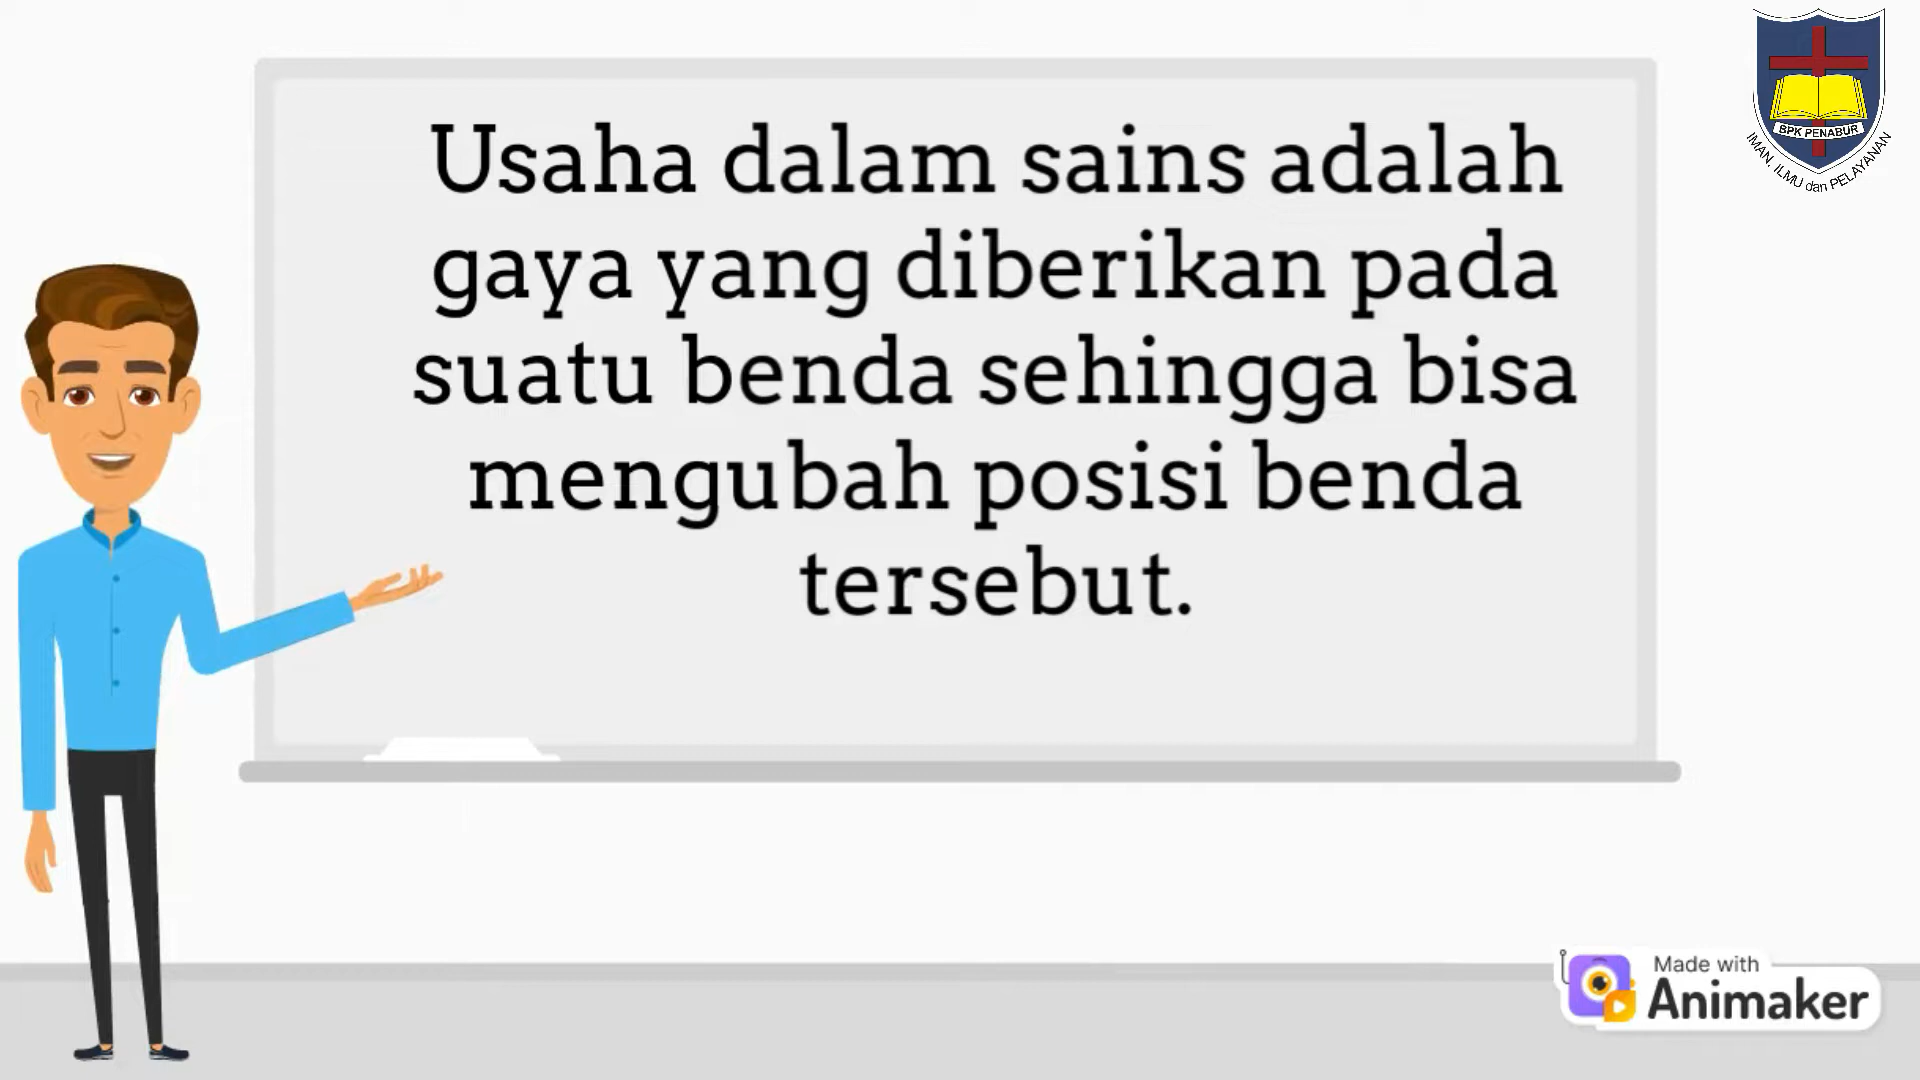 Usaha dalam sains adalah
gaya yang diberikan pada
suatu benda sehingga bisa
mengubah posisi benda
tersebut.
BPK PENABUR
IMAN, ILMU dan PELAYANAN
Made with
Animaker